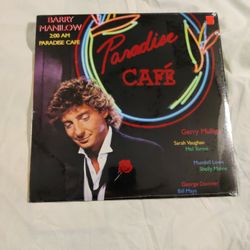 BARRY
MANILOW
2:00 AM
PARADISE CAFE
Paradise
CAFÉ
Gerry Mulligan
Sarah Vaughan
Mel Torme
Mundell Lowe
Shelly Manne
George Duvivier
Bill Mays